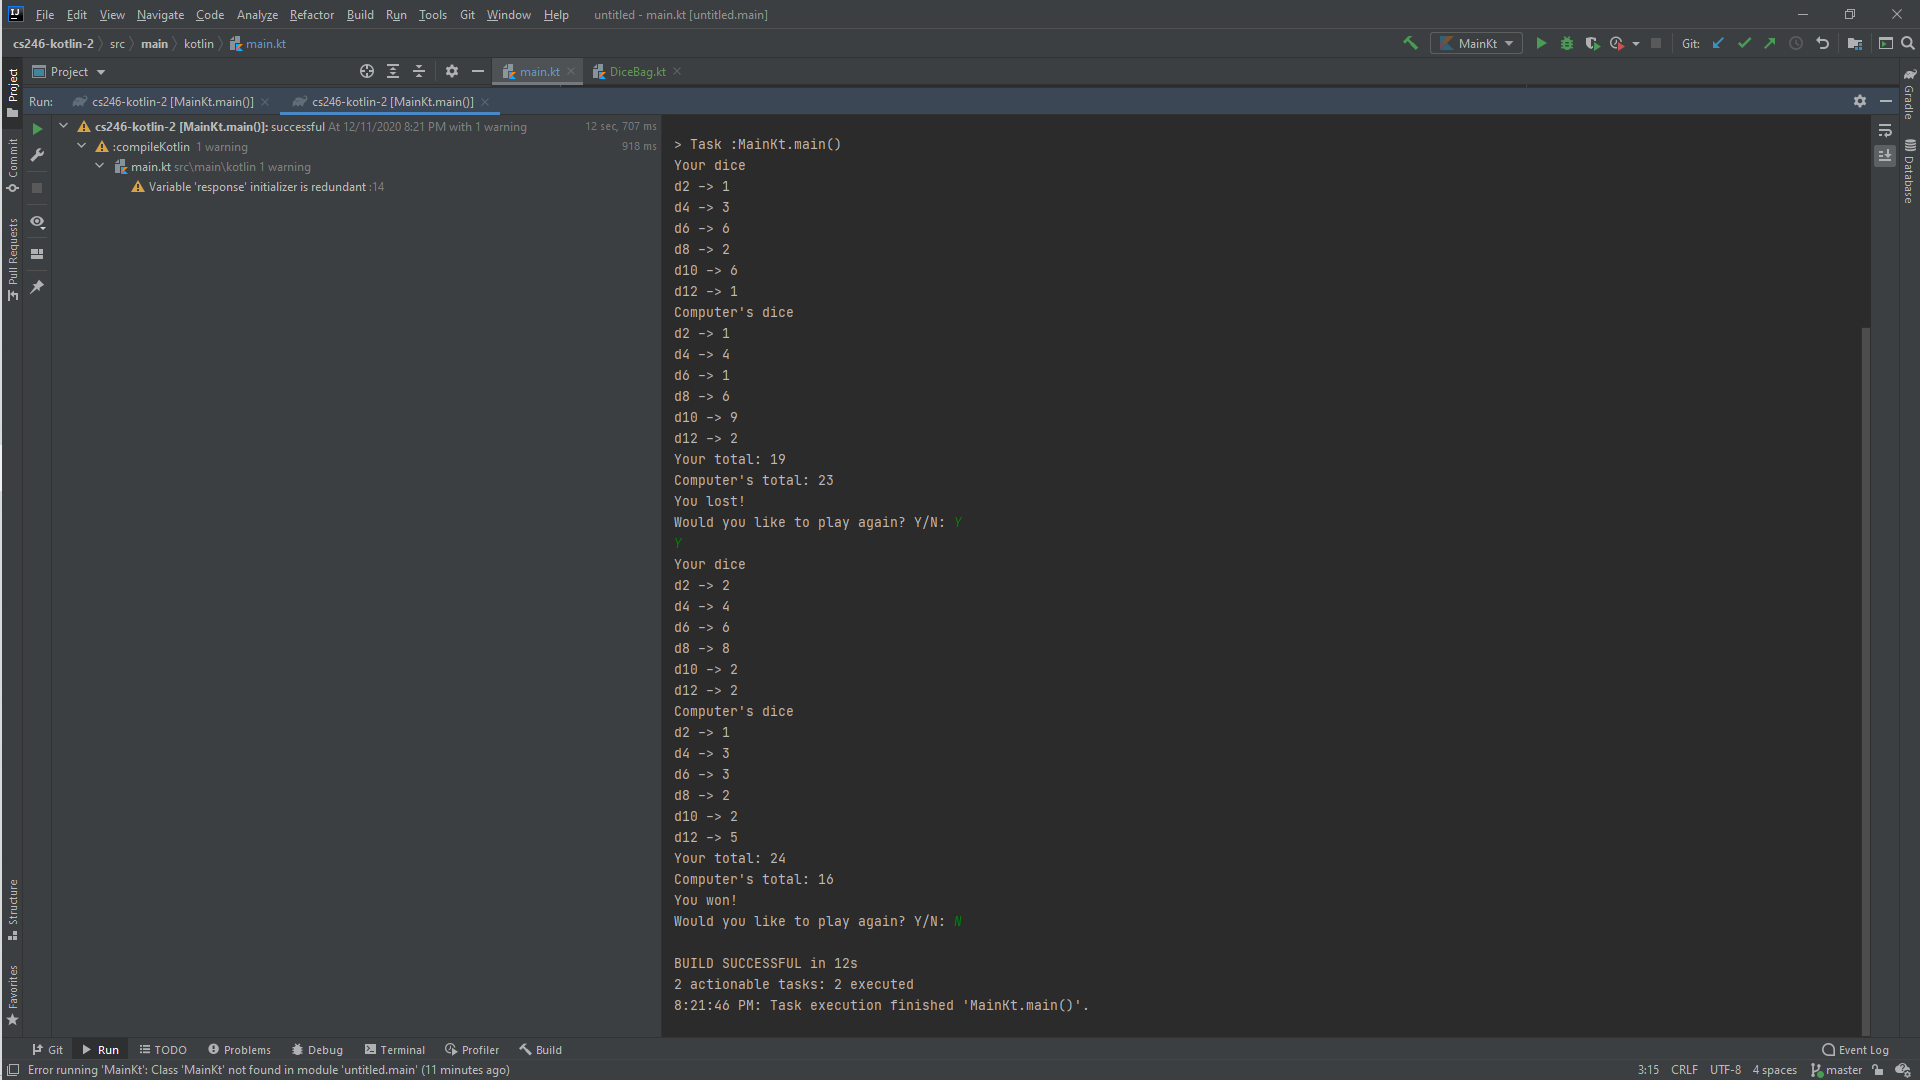 File Edit View Navigate Code Analyze Refactor Build Run Tools Git Window Help untitled - main.kt [untitled.main]
cs246-kotlin-2 src main kotlin main.kt MainKt Git:
Project main.kt DiceBag.kt
Run: cs246-kotlin-2 [MainKt.main()] cs246-kotlin-2 [MainKt.main()]
cs246-kotlin-2 [MainKt.main()]: successful At 12/11/2020 8:21 PM with 1 warning 12 sec, 707 ms
:compileKotlin 1 warning 918 ms
main.kt src\main\kotlin 1 warning
Variable 'response' initializer is redundant :14
Project
Commit
Pull Requests
Structure
Favorites
> Task :MainKt.main()
Your dice
d2 -> 1
d4 -> 3
d6 -> 6
d8 -> 2
d10 -> 6
d12 -> 1
Computer's dice
d2 -> 1
d4 -> 4
d6 -> 1
d8 -> 6
d10 -> 9
d12 -> 2
Your total: 19
Computer's total: 23
You lost!
Would you like to play again? Y/N: Y
Y
Your dice
d2 -> 2
d4 -> 4
d6 -> 6
d8 -> 8
d10 -> 2
d12 -> 2
Computer's dice
d2 -> 1
d4 -> 3
d6 -> 3
d8 -> 2
d10 -> 2
d12 -> 5
Your total: 24
Computer's total: 16
You won!
Would you like to play again? Y/N: N
BUILD SUCCESSFUL in 12s
2 actionable tasks: 2 executed
8:21:46 PM: Task execution finished 'MainKt.main()'.
Gradle
Database
Git Run TODO Problems Debug Terminal Profiler Build Event Log
Error running 'MainKt': Class 'MainKt' not found in module 'untitled.main' (11 minutes ago) 3:15 CRLF UTF-8 4 spaces master